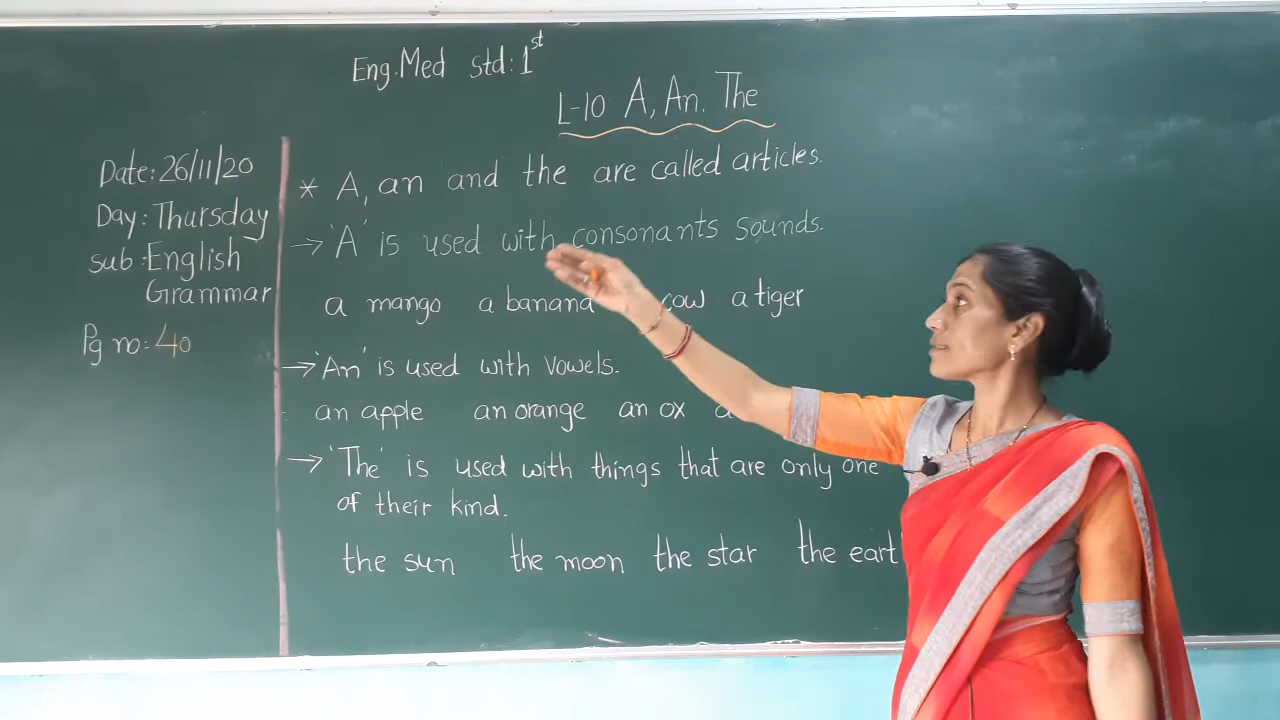 Eng.Med std:1st
L-10 A, An. The
Date: 26/11/20
Day: Thursday
sub: English
Grammar
Pg no: 40
* A, an and the are called articles.
→ 'A' is used with consonants sounds.
a mango a banana cow a tiger
→ 'An' is used with vowels.
an apple an orange an ox
→ 'The' is used with things that are only one
of their kind.
the sun the moon the star the eart